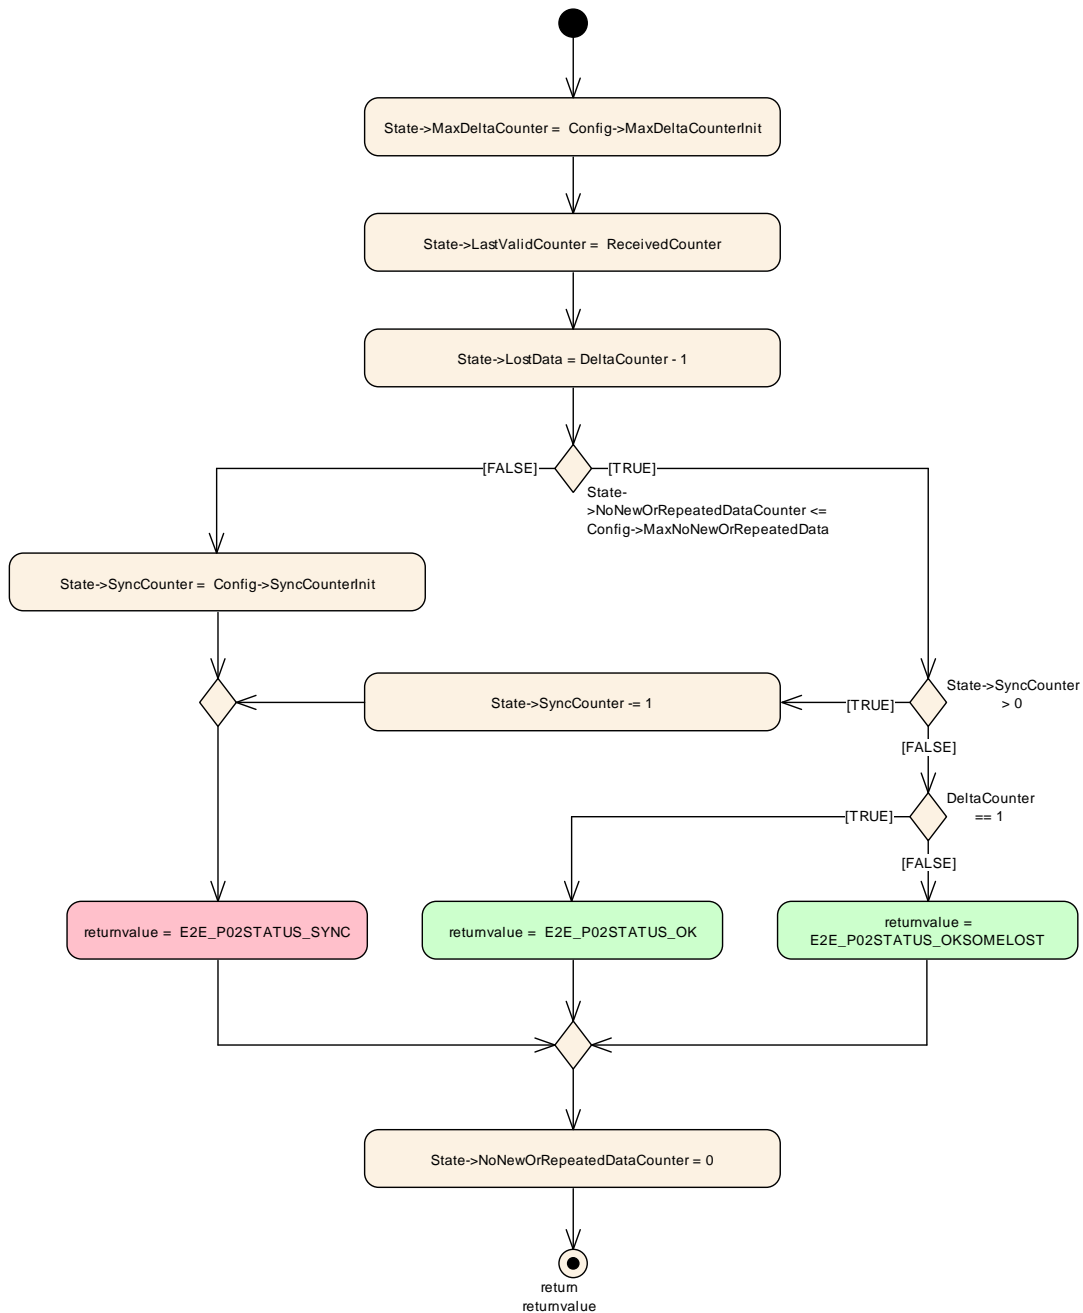 State->MaxDeltaCounter = Config->MaxDeltaCounterInit
State->LastValidCounter = ReceivedCounter
State->LostData = DeltaCounter - 1
[FALSE]
[TRUE]
State-
>NoNewOrRepeatedDataCounter <=
Config->MaxNoNewOrRepeatedData
State->SyncCounter = Config->SyncCounterInit
State->SyncCounter
> 0
State->SyncCounter -= 1
[TRUE]
[FALSE]
DeltaCounter
== 1
[TRUE]
[FALSE]
returnvalue = E2E_P02STATUS_SYNC
returnvalue = E2E_P02STATUS_OK
returnvalue =
E2E_P02STATUS_OKSOMELOST
State->NoNewOrRepeatedDataCounter = 0
return
returnvalue